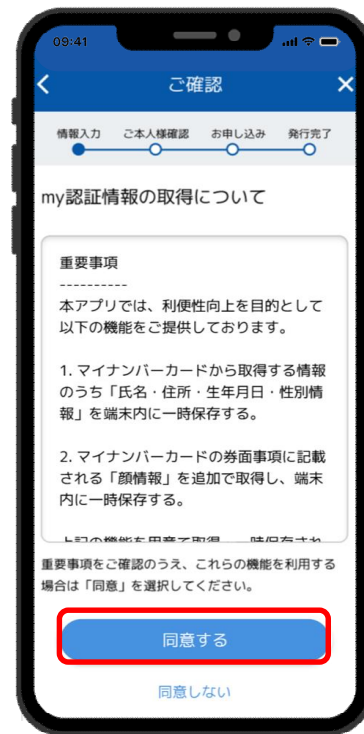 09:41
ご確認
情報入力 ご本人様確認 お申し込み 発行完了
my認証情報の取得について
重要事項
----------
本アプリでは、利便性向上を目的として
以下の機能をご提供しております。
1. マイナンバーカードから取得する情報
のうち「氏名・住所・生年月日・性別情
報」を端末内に一時保存する。
2. マイナンバーカードの券面事項に記載
される「顔情報」を追加で取得し、端末
内に一時保存する。
重要事項をご確認のうえ、これらの機能を利用する
場合は「同意」を選択してください。
同意する
同意しない